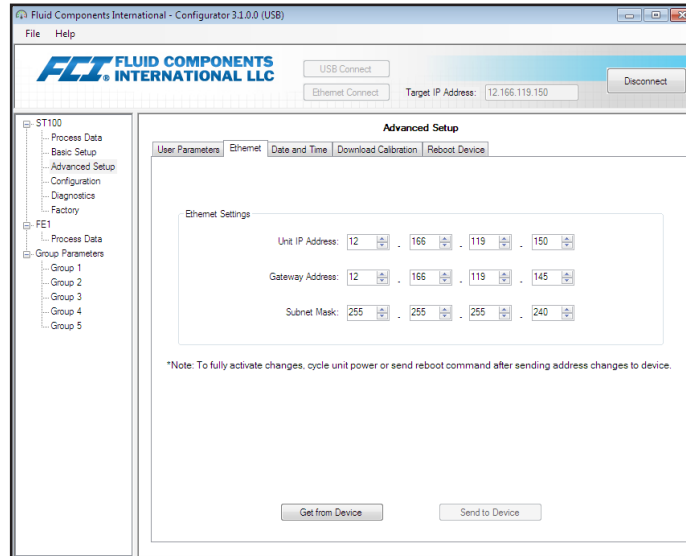 Fluid Components International - Configurator 3.1.0.0 (USB)
File Help
FCI. FLUID COMPONENTS
INTERNATIONAL LLC
USB Connect
Ethernet Connect Target IP Address: 12.166.119.150
Disconnect
ST100
Process Data
Basic Setup
Advanced Setup
Configuration
Diagnostics
Factory
FE1
Process Data
Group Parameters
Group 1
Group 2
Group 3
Group 4
Group 5
Advanced Setup
User Parameters Ethernet Date and Time Download Calibration Reboot Device
Ethernet Settings
Unit IP Address: 12 . 166 . 119 . 150
Gateway Address: 12 . 166 . 119 . 145
Subnet Mask: 255 . 255 . 255 . 240
*Note: To fully activate changes, cycle unit power or send reboot command after sending address changes to device.
Get from Device Send to Device